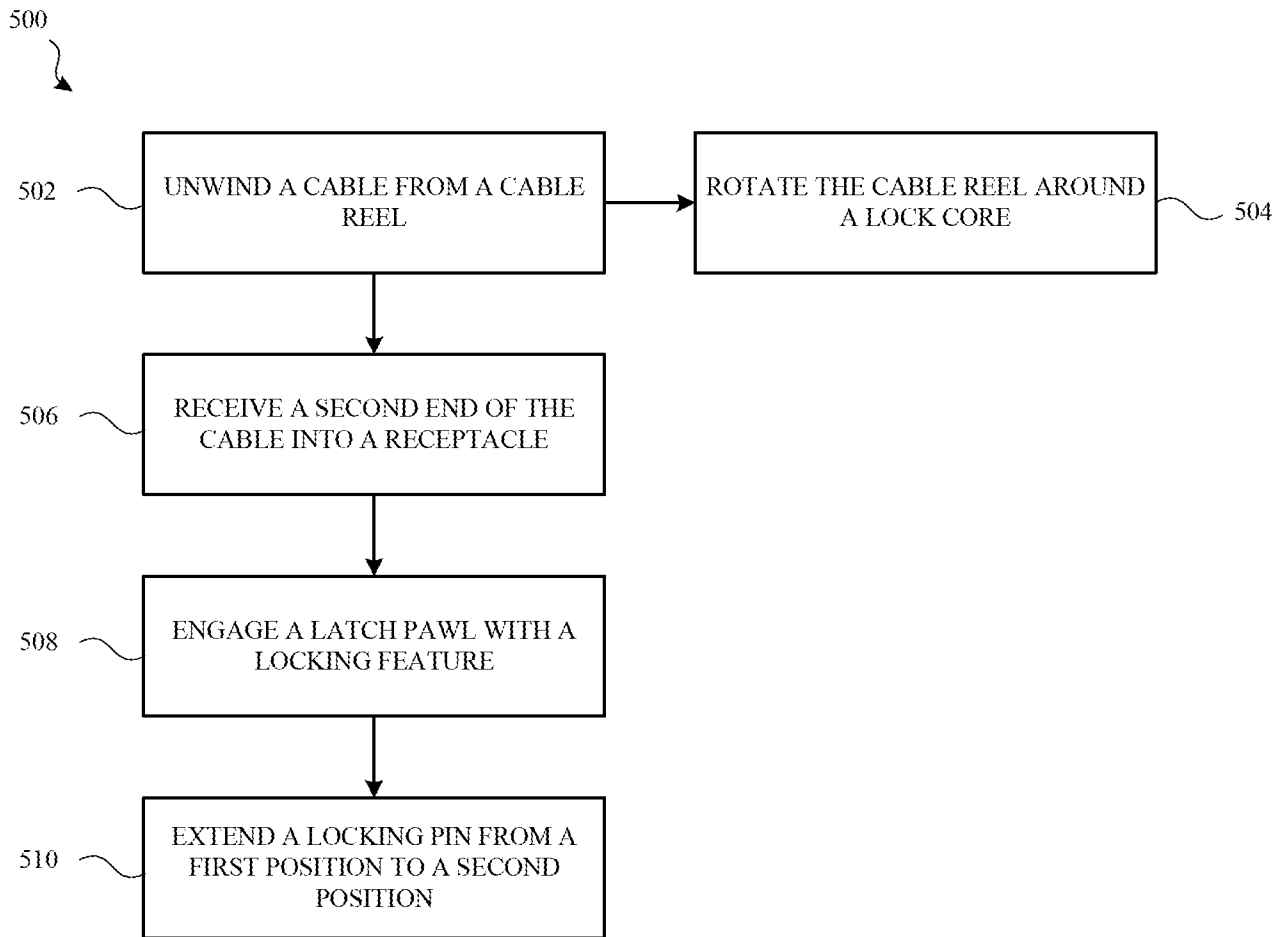 500
502
UNWIND A CABLE FROM A CABLE
REEL
ROTATE THE CABLE REEL AROUND
A LOCK CORE
504
506
RECEIVE A SECOND END OF THE
CABLE INTO A RECEPTACLE
508
ENGAGE A LATCH PAWL WITH A
LOCKING FEATURE
510
EXTEND A LOCKING PIN FROM A
FIRST POSITION TO A SECOND
POSITION